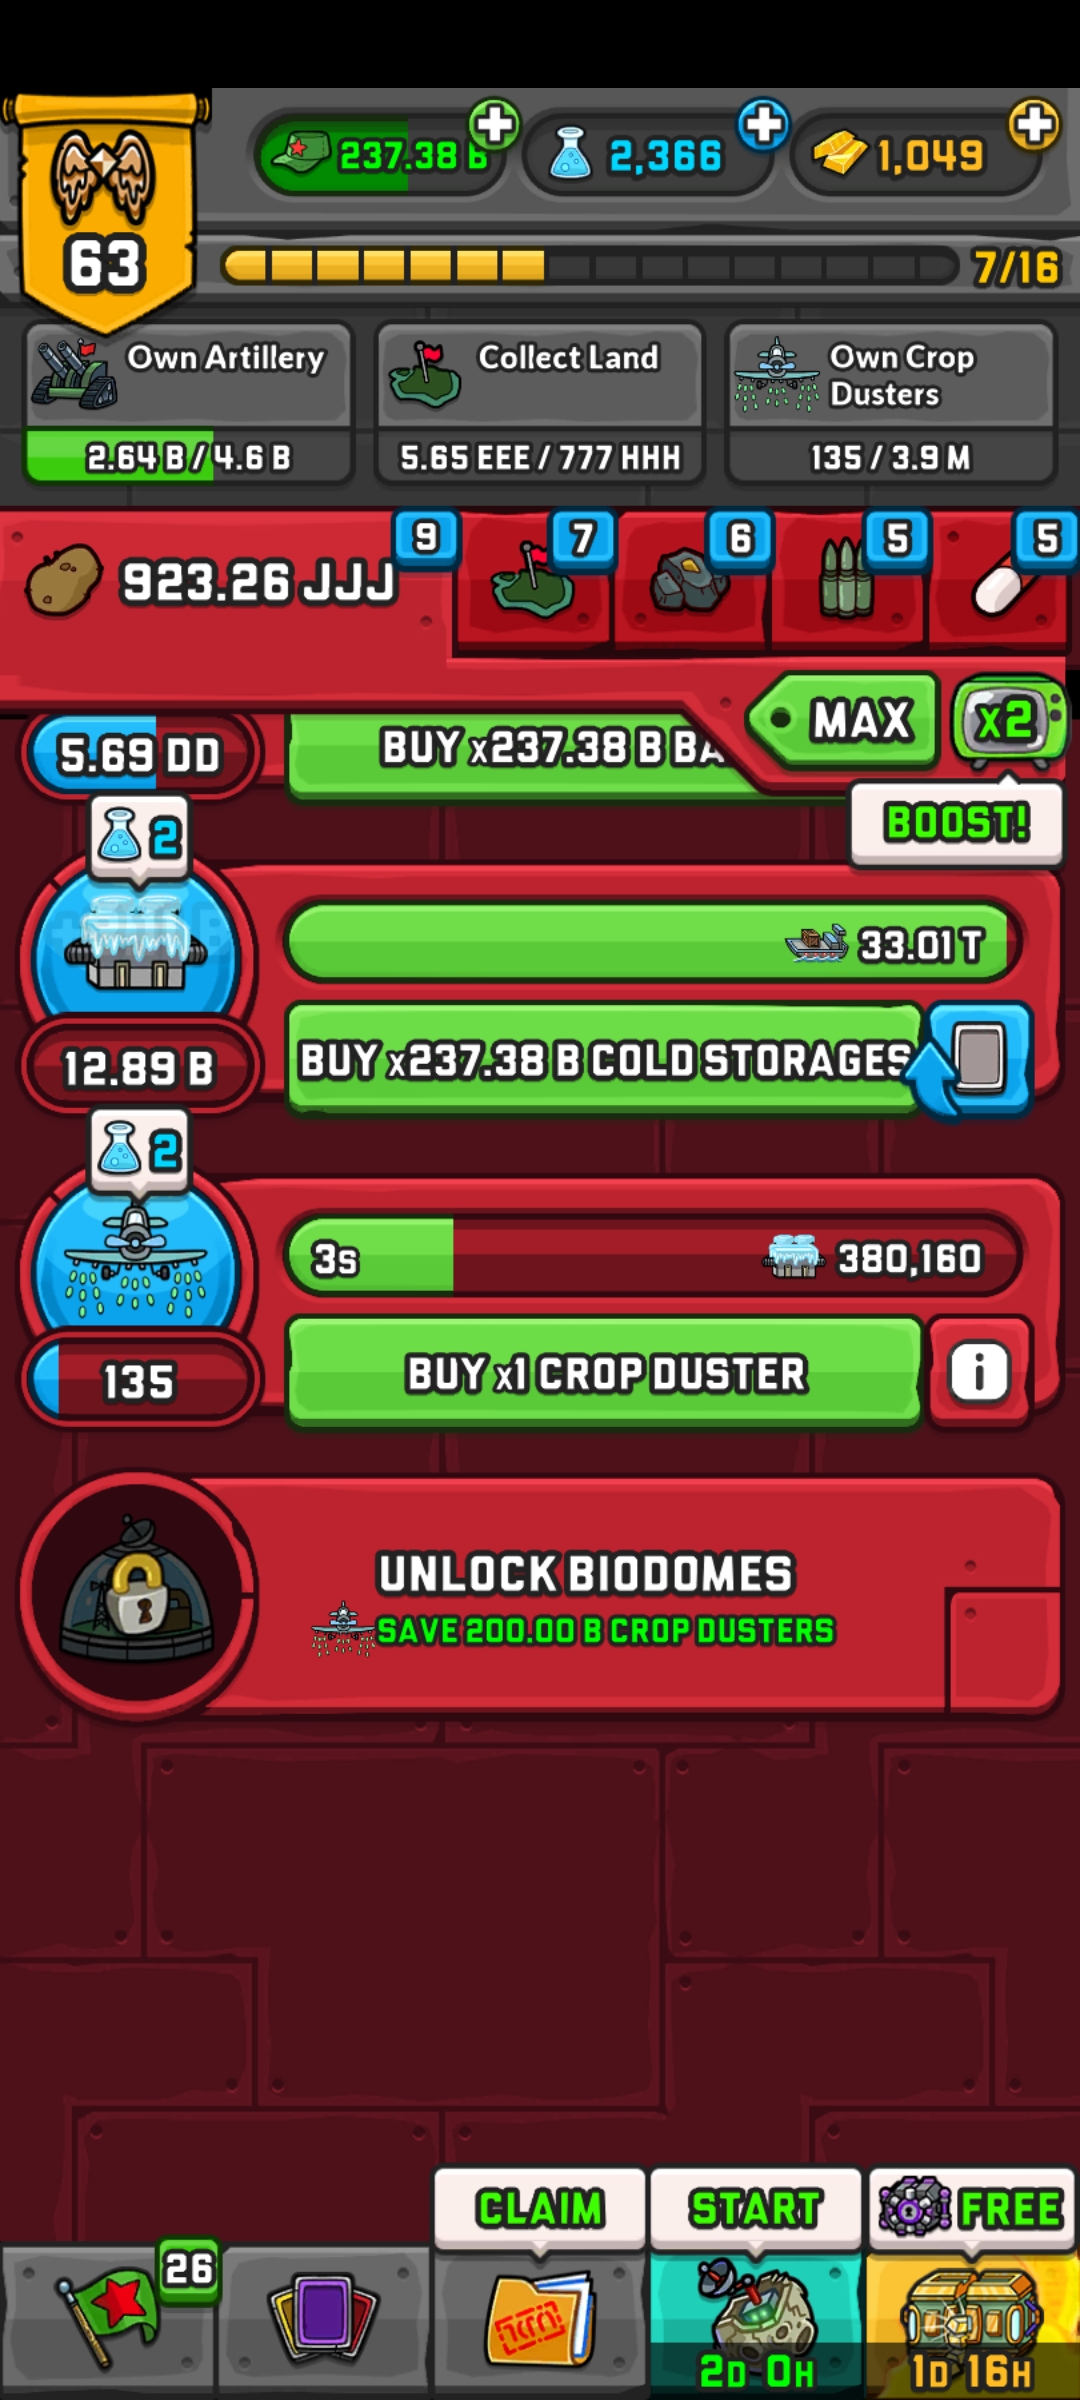 237.38 B
2,366
1,049
63
7/16
Own Artillery
2.64 B / 4.6 B
Collect Land
5.65 EEE / 777 HHH
Own Crop
Dusters
135 / 3.9 M
923.26 JJJ
9
7
6
5
5
MAX
x2
BOOST!
5.69 DD
BUY x237.38 B BA
2
33.01 T
12.89 B
BUY x237.38 B COLD STORAGES
2
3s
380,160
135
BUY x1 CROP DUSTER
i
UNLOCK BIODOMES
SAVE 200.00 B CROP DUSTERS
CLAIM
START
FREE
26
2D 0H
1D 16H